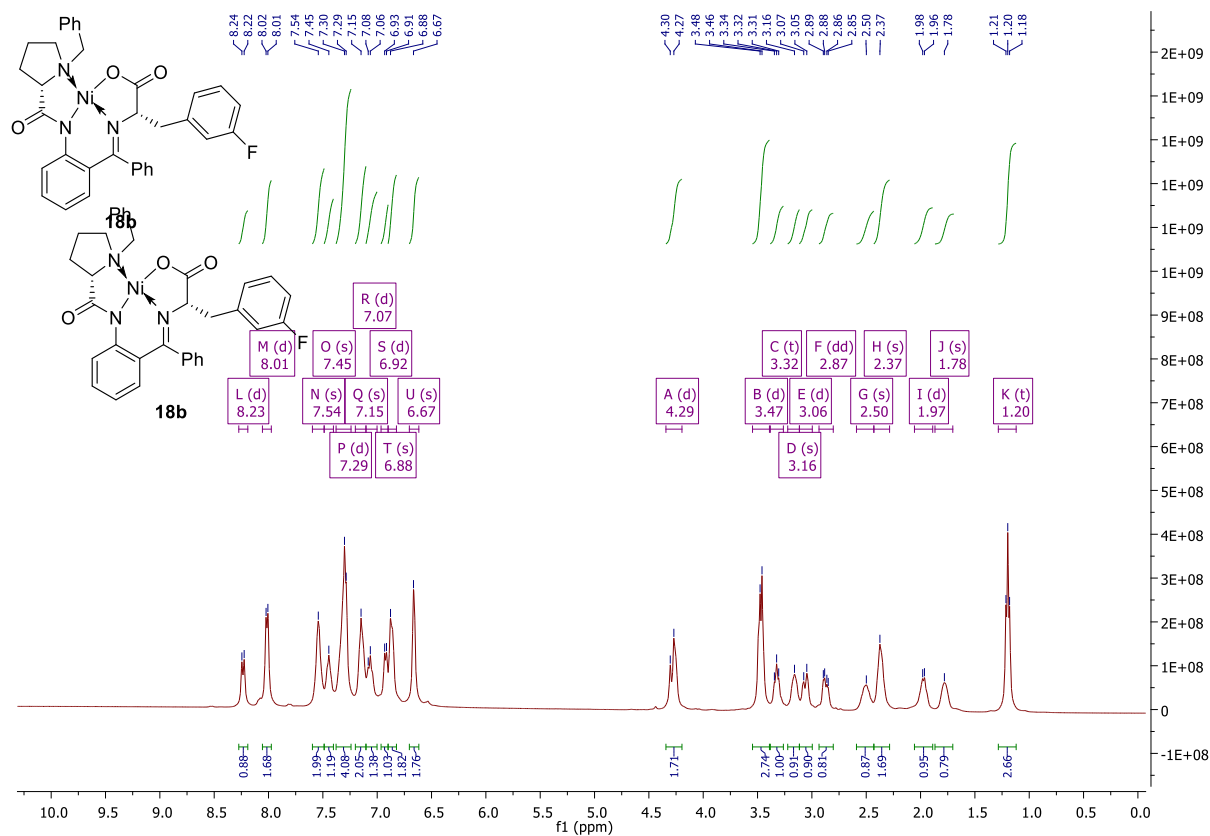 8.24 8.22 8.02 8.01 7.54 7.45 7.30 7.29 7.15 7.08 7.06 6.93 6.91 6.88 6.67 4.30 4.27 3.48 3.46 3.34 3.32 3.31 3.16 3.07 3.05 2.89 2.88 2.86 2.85 2.50 2.37 1.98 1.96 1.78 1.21 1.20 1.18
Ph
N
O
O
Ni
O
N
N
F
Ph
18b
Ph
N
O
O
Ni
O
N
N
F
Ph
18b
R (d)
7.07
M (d)
8.01
O (s)
7.45
S (d)
6.92
C (t)
3.32
F (dd)
2.87
H (s)
2.37
J (s)
1.78
L (d)
8.23
N (s)
7.54
Q (s)
7.15
U (s)
6.67
A (d)
4.29
B (d)
3.47
E (d)
3.06
G (s)
2.50
I (d)
1.97
K (t)
1.20
P (d)
7.29
T (s)
6.88
D (s)
3.16
2E+09
1E+09
1E+09
1E+09
1E+09
1E+09
9E+08
8E+08
7E+08
6E+08
5E+08
4E+08
3E+08
2E+08
1E+08
0
-1E+08
0.88 1.68 1.99 1.19 4.08 2.05 1.38 1.03 1.82 1.76 1.71 2.74 1.00 0.91 0.90 0.81 0.87 1.69 0.95 0.79 2.66
10.0 9.5 9.0 8.5 8.0 7.5 7.0 6.5 6.0 5.5 5.0 4.5 4.0 3.5 3.0 2.5 2.0 1.5 1.0 0.5 0.0
f1 (ppm)